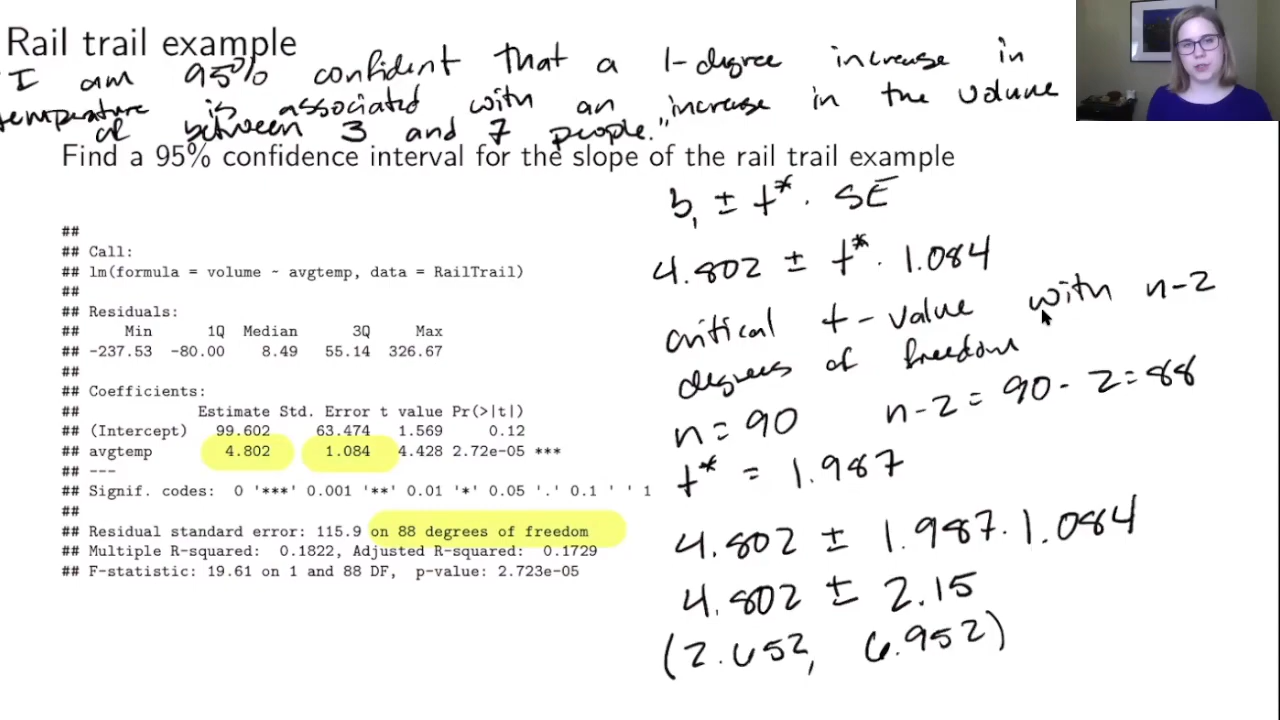 Rail trail example
"I am 95% confident that a 1-degree increase in
temperature is associated with an increase in the volume
of between 3 and 7 people."
Find a 95% confidence interval for the slope of the rail trail example
##
## Call:
## lm(formula = volume ~ avgtemp, data = RailTrail)
##
## Residuals:
##     Min      1Q  Median      3Q     Max
## -237.53  -80.00    8.49   55.14  326.67
##
## Coefficients:
##             Estimate Std. Error t value Pr(>|t|)
## (Intercept)   99.602     63.474   1.569     0.12
## avgtemp        4.802      1.084   4.428 2.72e-05 ***
## ---
## Signif. codes:  0 '***' 0.001 '**' 0.01 '*' 0.05 '.' 0.1 ' ' 1
##
## Residual standard error: 115.9 on 88 degrees of freedom
## Multiple R-squared:  0.1822, Adjusted R-squared:  0.1729
## F-statistic: 19.61 on 1 and 88 DF,  p-value: 2.723e-05
b₁ ± t* · SE
4.802 ± t* · 1.084
critical t-value with n-2
degrees of freedom
n = 90 n-2 = 90-2=88
t* = 1.987
4.802 ± 1.987 · 1.084
4.802 ± 2.15
(2.652, 6.952)